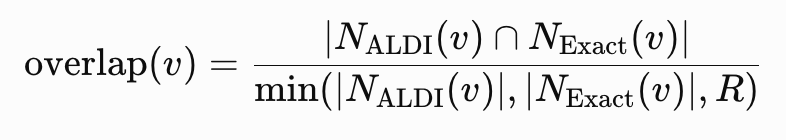 overlap(v) = |N_ALDI(v) ∩ N_Exact(v)| / min(|N_ALDI(v)|, |N_Exact(v)|, R)